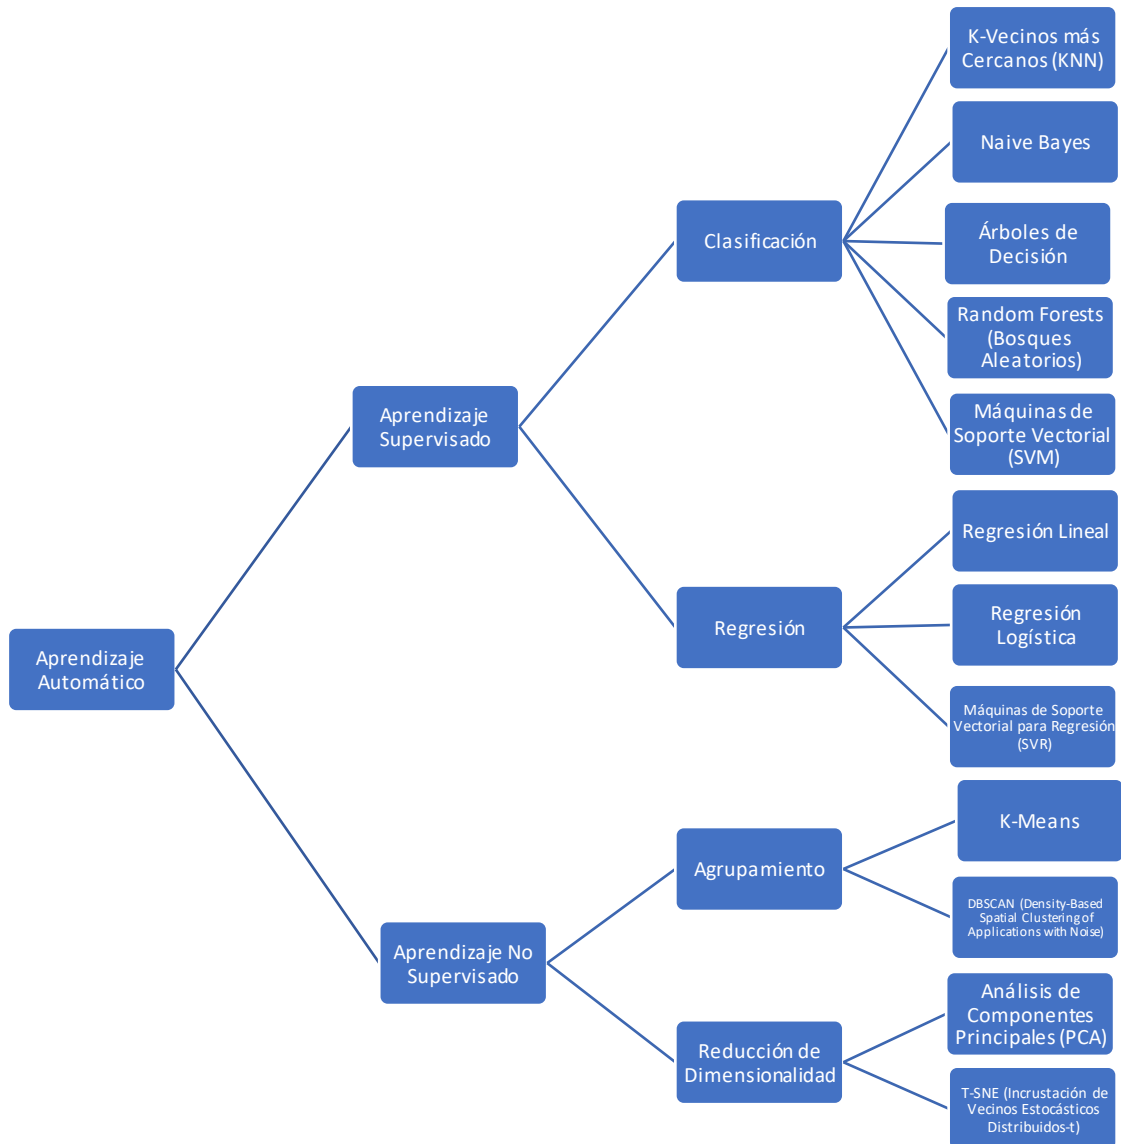 Aprendizaje
Automático
Aprendizaje
Supervisado
Clasificación
K-Vecinos más
Cercanos (KNN)
Naive Bayes
Árboles de
Decisión
Random Forests
(Bosques
Aleatorios)
Máquinas de
Soporte Vectorial
(SVM)
Regresión
Regresión Lineal
Regresión
Logística
Máquinas de Soporte
Vectorial para Regresión
(SVR)
Aprendizaje No
Supervisado
Agrupamiento
K-Means
DBSCAN (Density-Based
Spatial Clustering of
Applications with Noise)
Reducción de
Dimensionalidad
Análisis de
Componentes
Principales (PCA)
T-SNE (Incrustación de
Vecinos Estocásticos
Distribuidos-t)